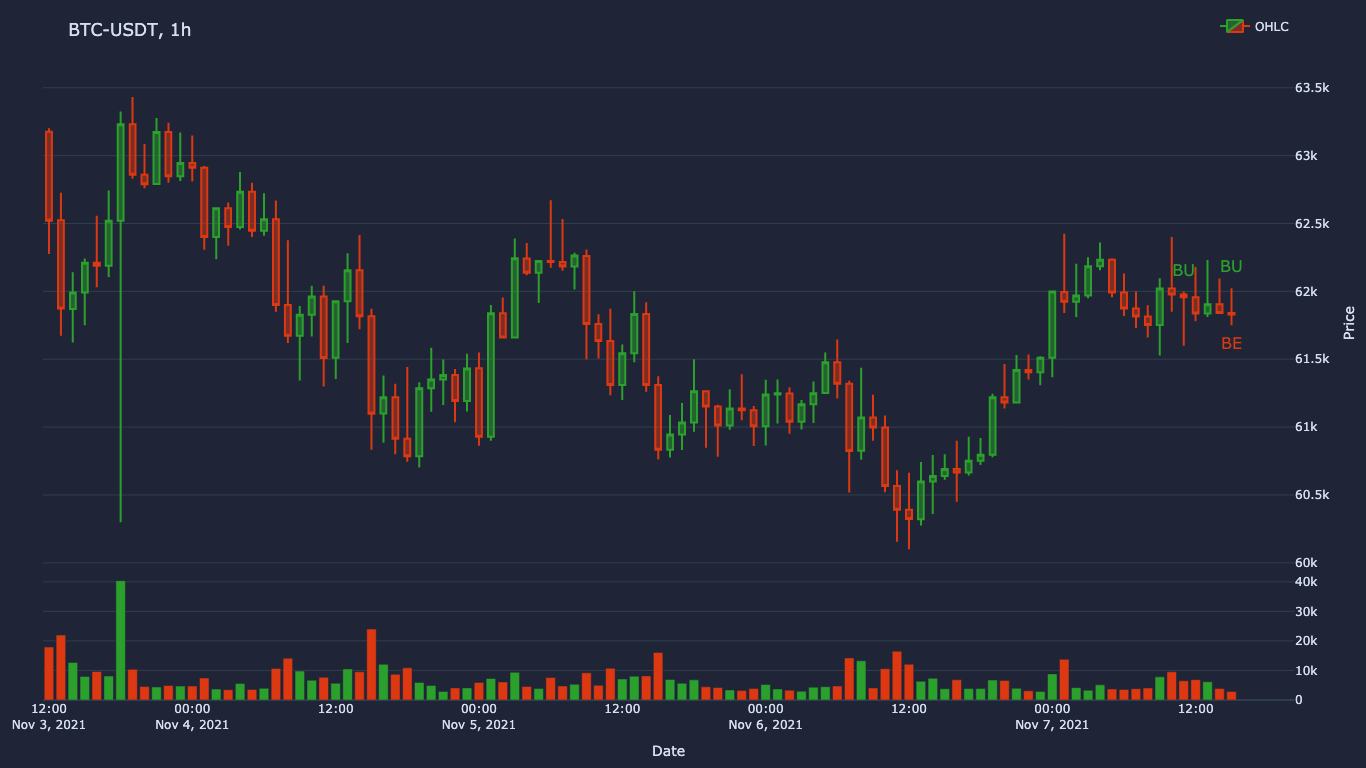 BTC-USDT, 1h
OHLC
63.5k
63k
62.5k
62k
61.5k
61k
60.5k
60k
Price
BU
BU
BE
40k
30k
20k
10k
0
12:00
Nov 3, 2021
00:00
Nov 4, 2021
12:00
00:00
Nov 5, 2021
12:00
00:00
Nov 6, 2021
12:00
00:00
Nov 7, 2021
12:00
Date